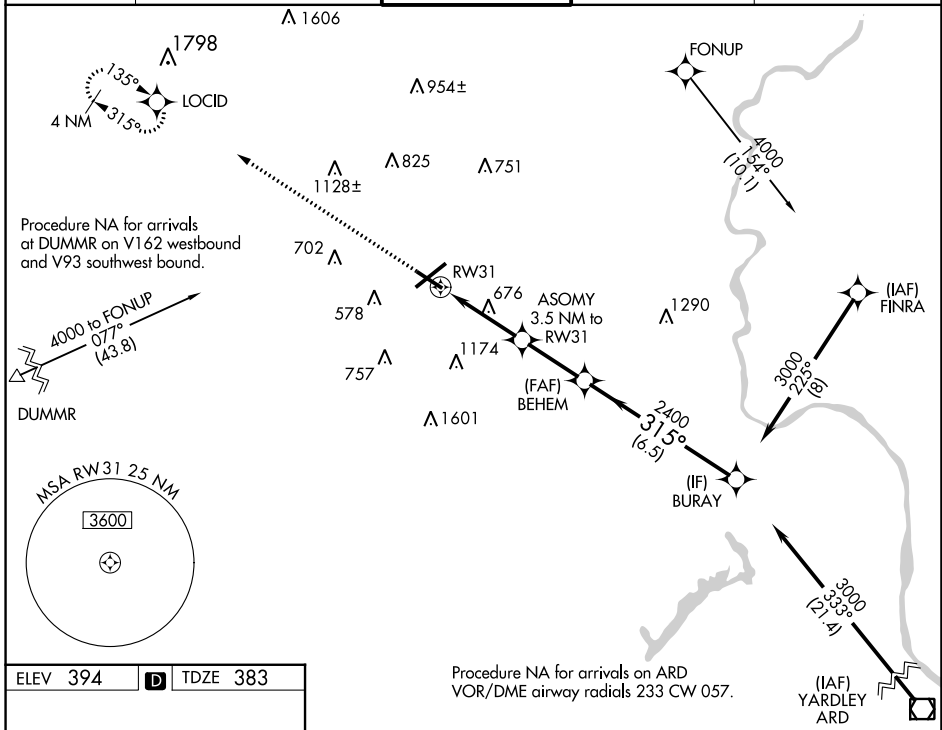 1606
1798
FONUP
135°
LOCID
954±
4 NM
315°
4000
154°
(10.1)
825
751
1128±
Procedure NA for arrivals
at DUMMR on V162 westbound
and V93 southwest bound.
702
RW31
(IAF)
FINRA
4000 to FONUP
077°
(43.8)
578
676
ASOMY
3.5 NM to
RW31
1290
3000
225°
(8)
757
1174
(FAF)
BEHEM
DUMMR
1601
2400
315°
(6.5)
(IF)
BURAY
MSA RW31 25 NM
3600
3000
333°
(21.4)
ELEV 394 D TDZE 383
Procedure NA for arrivals on ARD
VOR/DME airway radials 233 CW 057.
(IAF)
YARDLEY
ARD